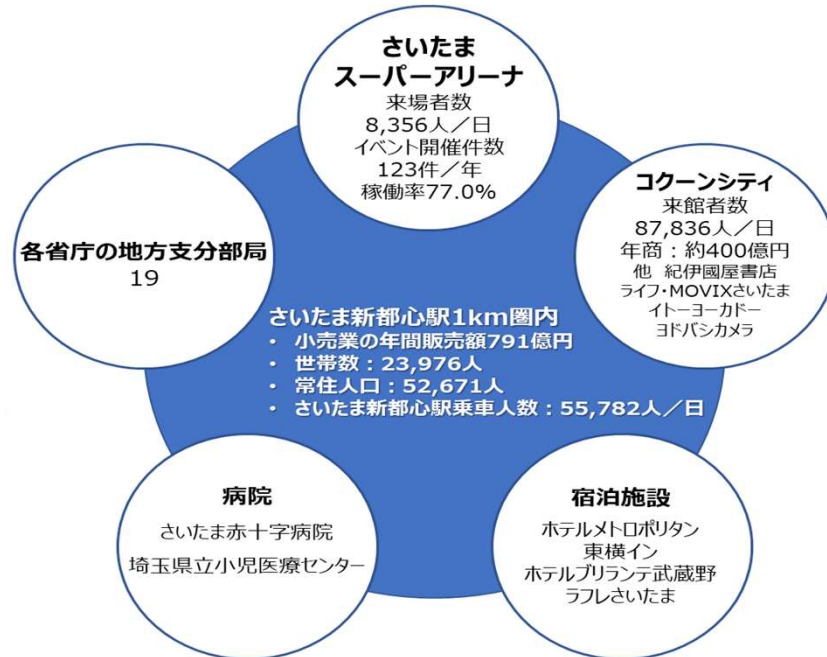 さいたま
スーパーアリーナ
来場者数
8,356人／日
イベント開催件数
123件／年
稼働率77.0%
コクーンシティ
来館者数
87,836人／日
年商：約400億円
他 紀伊國屋書店
ライフ・MOVIXさいたま
イトーヨーカドー
ヨドバシカメラ
各省庁の地方支分部局
19
さいたま新都心駅1km圏内
• 小売業の年間販売額791億円
• 世帯数：23,976人
• 常住人口：52,671人
• さいたま新都心駅乗車人数：55,782人／日
病院
さいたま赤十字病院
埼玉県立小児医療センター
宿泊施設
ホテルメトロポリタン
東横イン
ホテルブリランテ武蔵野
ラフレさいたま